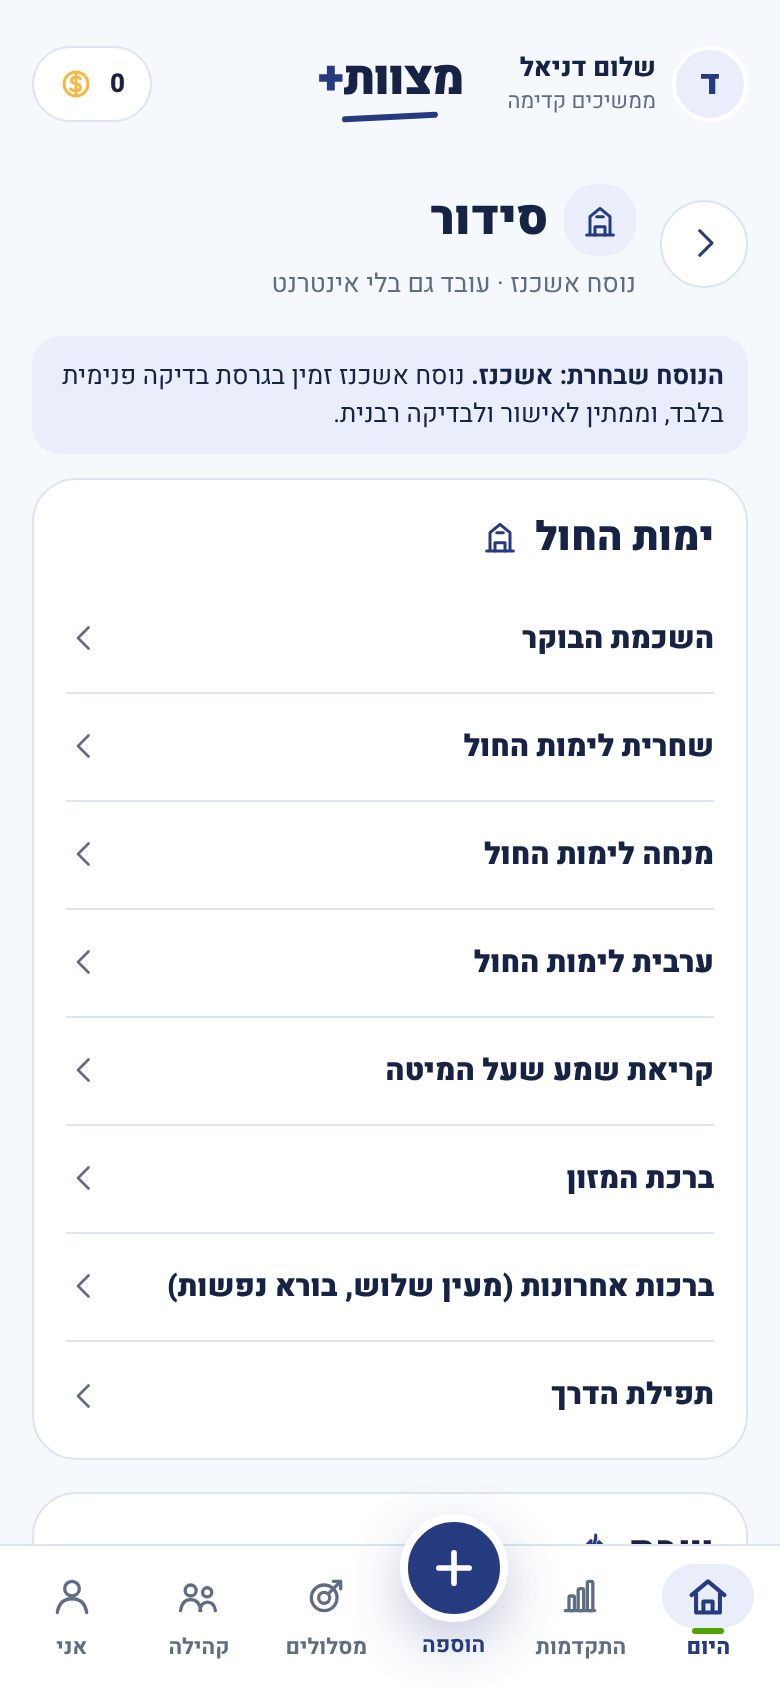 ד
שלום דניאל
ממשיכים קדימה
מצוות+
0
סידור
נוסח אשכנז · עובד גם בלי אינטרנט
הנוסח שבחרת: אשכנז. נוסח אשכנז זמין בגרסת בדיקה פנימית
בלבד, וממתין לאישור ולבדיקה רבנית.
ימות החול
השכמת הבוקר
שחרית לימות החול
מנחה לימות החול
ערבית לימות החול
קריאת שמע שעל המיטה
ברכת המזון
ברכות אחרונות (מעין שלוש, בורא נפשות)
תפילת הדרך
היום
התקדמות
הוספה
מסלולים
קהילה
אני